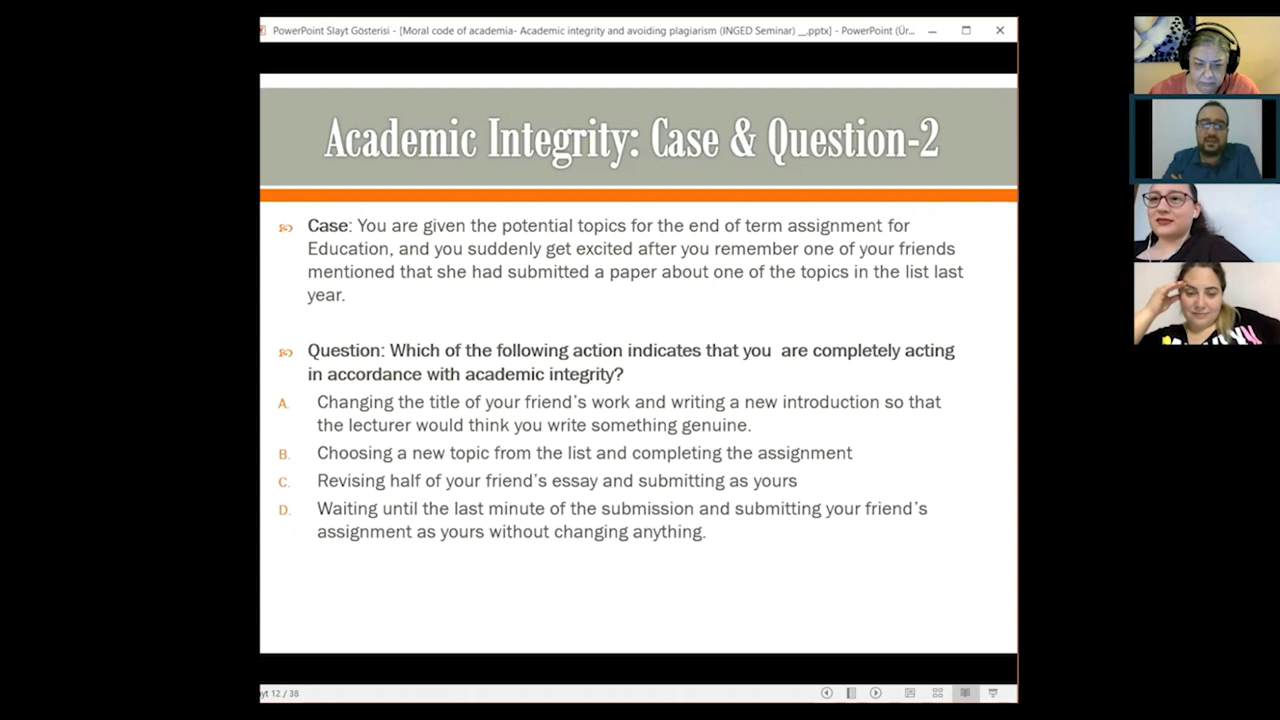 PowerPoint Slayt Gösterisi - [Moral code of academia- Academic integrity and avoiding plagiarism (INGED Seminar) __.pptx] - PowerPoint (Ür...
Academic Integrity: Case & Question-2
Case: You are given the potential topics for the end of term assignment for
Education, and you suddenly get excited after you remember one of your friends
mentioned that she had submitted a paper about one of the topics in the list last
year.
Question: Which of the following action indicates that you are completely acting
in accordance with academic integrity?
A. Changing the title of your friend's work and writing a new introduction so that
the lecturer would think you write something genuine.
B. Choosing a new topic from the list and completing the assignment
C. Revising half of your friend's essay and submitting as yours
D. Waiting until the last minute of the submission and submitting your friend's
assignment as yours without changing anything.
yt 12 / 38